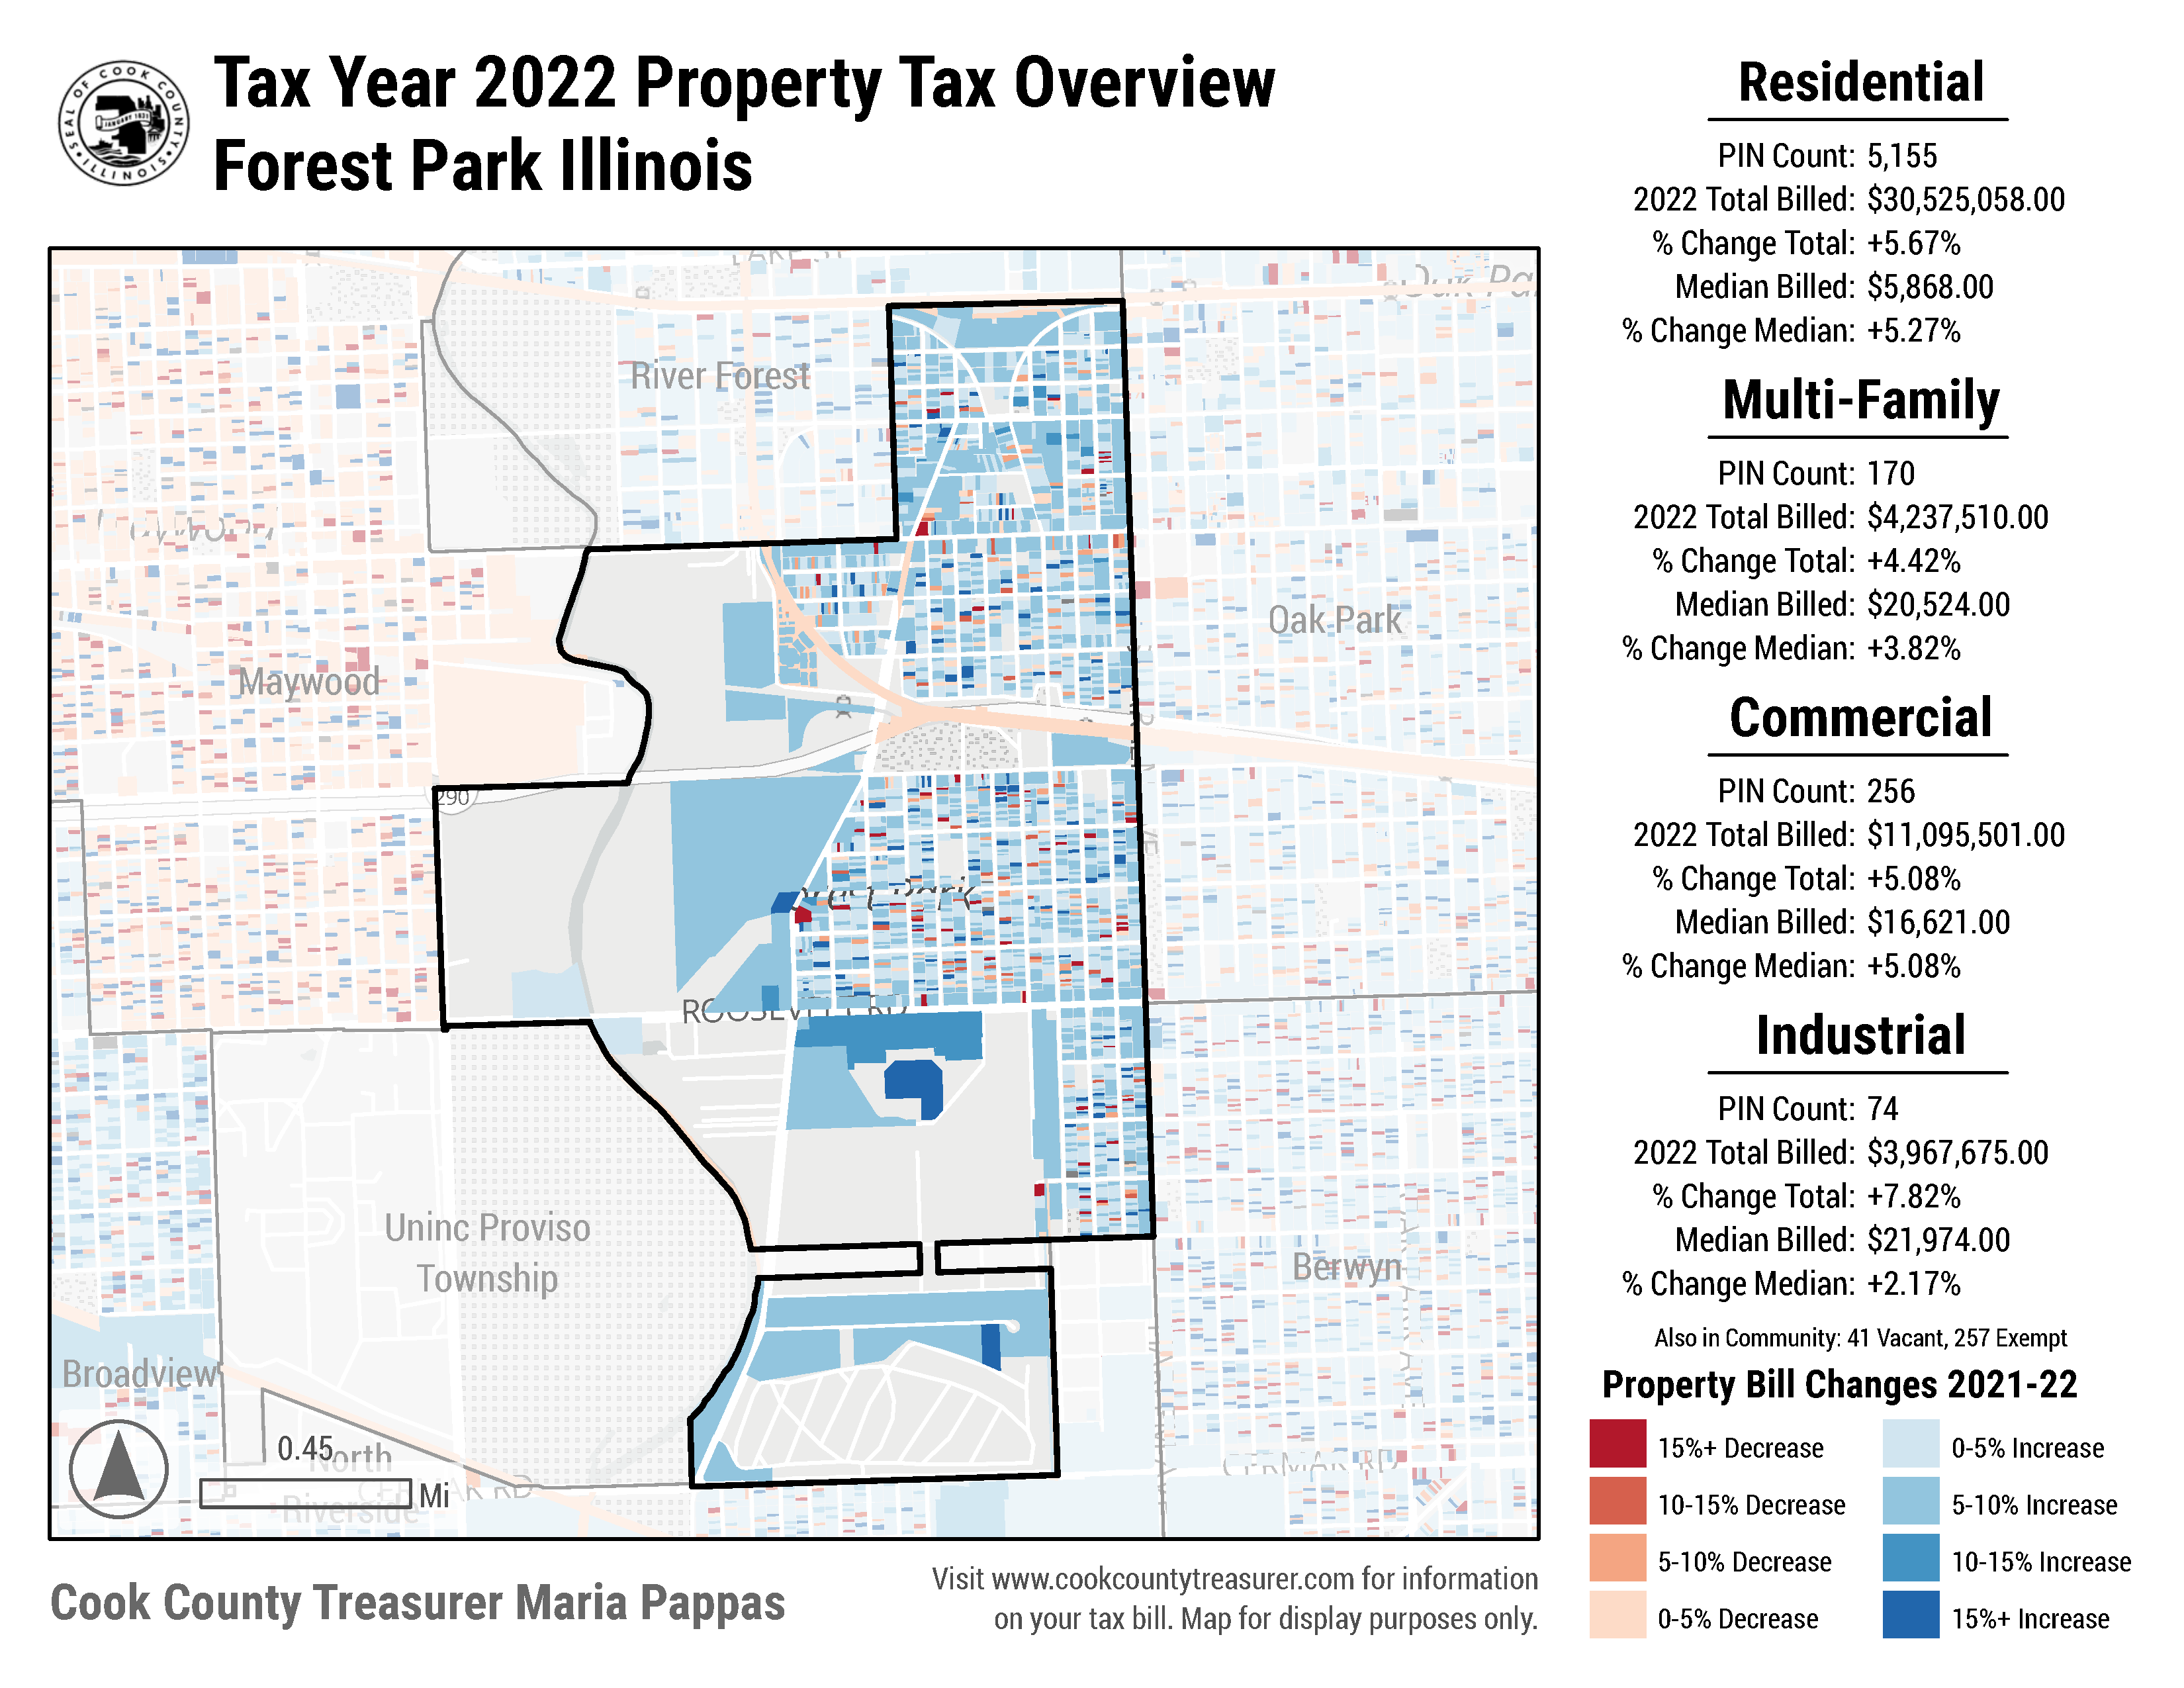 Tax Year 2022 Property Tax Overview
Forest Park Illinois
SEAL OF COOK COUNTY ILLINOIS
JANUARY 1831
Residential
PIN Count: 5,155
2022 Total Billed: $30,525,058.00
% Change Total: +5.67%
Median Billed: $5,868.00
% Change Median: +5.27%
Multi-Family
PIN Count: 170
2022 Total Billed: $4,237,510.00
% Change Total: +4.42%
Median Billed: $20,524.00
% Change Median: +3.82%
Commercial
PIN Count: 256
2022 Total Billed: $11,095,501.00
% Change Total: +5.08%
Median Billed: $16,621.00
% Change Median: +5.08%
Industrial
PIN Count: 74
2022 Total Billed: $3,967,675.00
% Change Total: +7.82%
Median Billed: $21,974.00
% Change Median: +2.17%
Also in Community: 41 Vacant, 257 Exempt
Property Bill Changes 2021-22
15%+ Decrease
10-15% Decrease
5-10% Decrease
0-5% Decrease
0-5% Increase
5-10% Increase
10-15% Increase
15%+ Increase
River Forest
Oak Park
Maywood
290
ROOSEVELT RD
Uninc Proviso
Township
Berwyn
Broadview
North
Riverside
CERMAK RD
CERMAK RD
0.45
Mi
Cook County Treasurer Maria Pappas
Visit www.cookcountytreasurer.com for information
on your tax bill. Map for display purposes only.